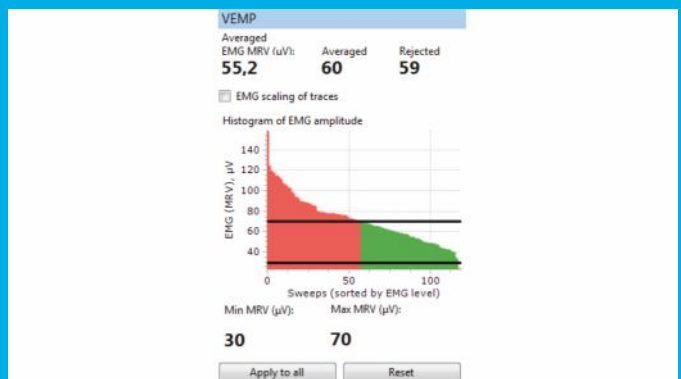 VEMP
Averaged
EMG MRV (µV): Averaged Rejected
55,2 60 59
EMG scaling of traces
Histogram of EMG amplitude
140
120
100
80
60
40
EMG (MRV), µV
0 50 100
Sweeps (sorted by EMG level)
Min MRV (µV): Max MRV (µV):
30 70
Apply to all Reset